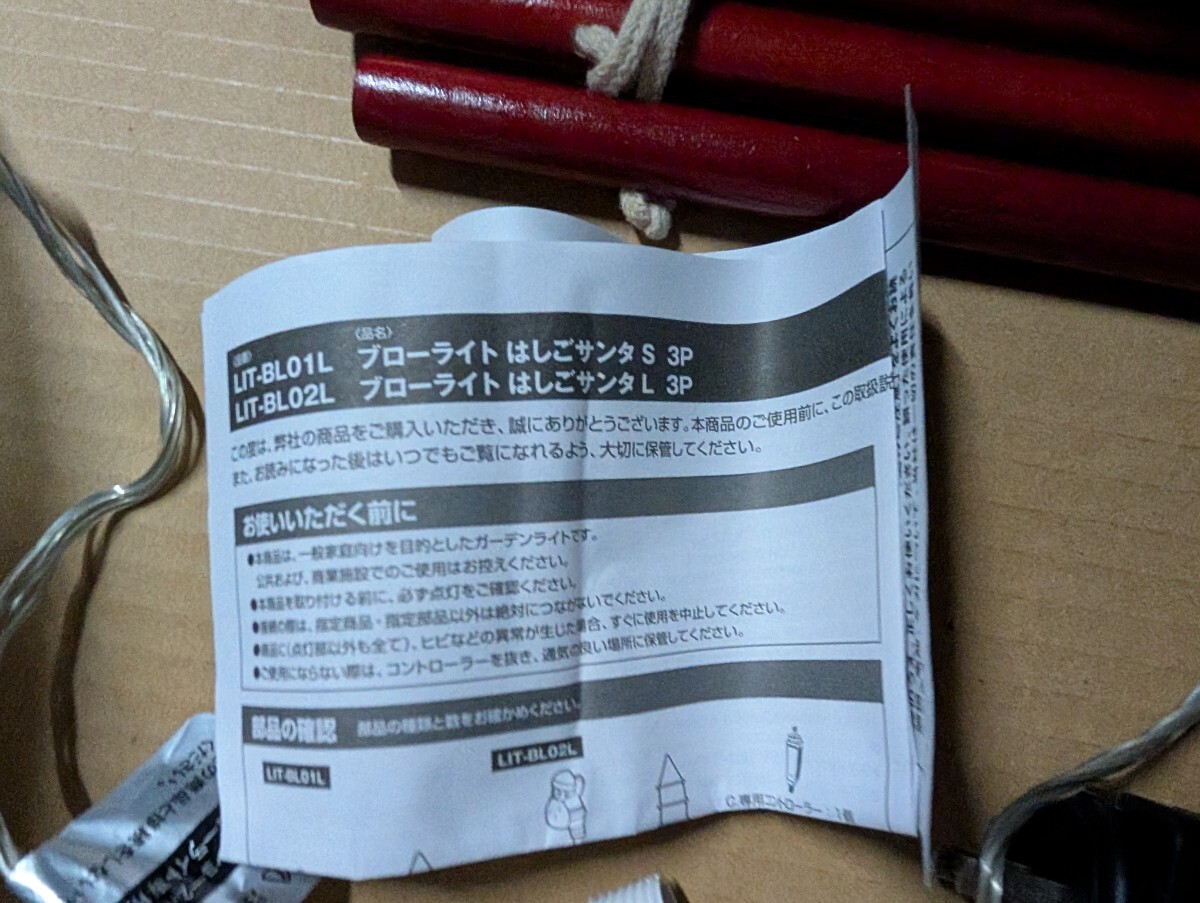 〈品名〉
LIT-BL01L ブローライト はしごサンタ S 3P
LIT-BL02L ブローライト はしごサンタ L 3P
この度は、弊社の商品をご購入いただき、誠にありがとうございます。本商品のご使用前に、この取扱説
また、お読みになった後はいつでもご覧になれるよう、大切に保管してください。
お使いいただく前に
●本商品は、一般家庭向けを目的としたガーデンライトです。
公共および、商業施設でのご使用はお控えください。
●本商品を取り付ける前に、必ず点灯をご確認ください。
●接続の際は、指定商品・指定部品以外は絶対につながないでください。
●商品に(点灯部以外も全て)、ヒビなどの異常が生じた場合、すぐに使用を中止してください。
●ご使用にならない際は、コントローラーを抜き、通気の良い場所に保管してください。
部品の確認 部品の種類と数をお確かめください。
LIT-BL01L
LIT-BL02L
C.専用コントローラー：1個